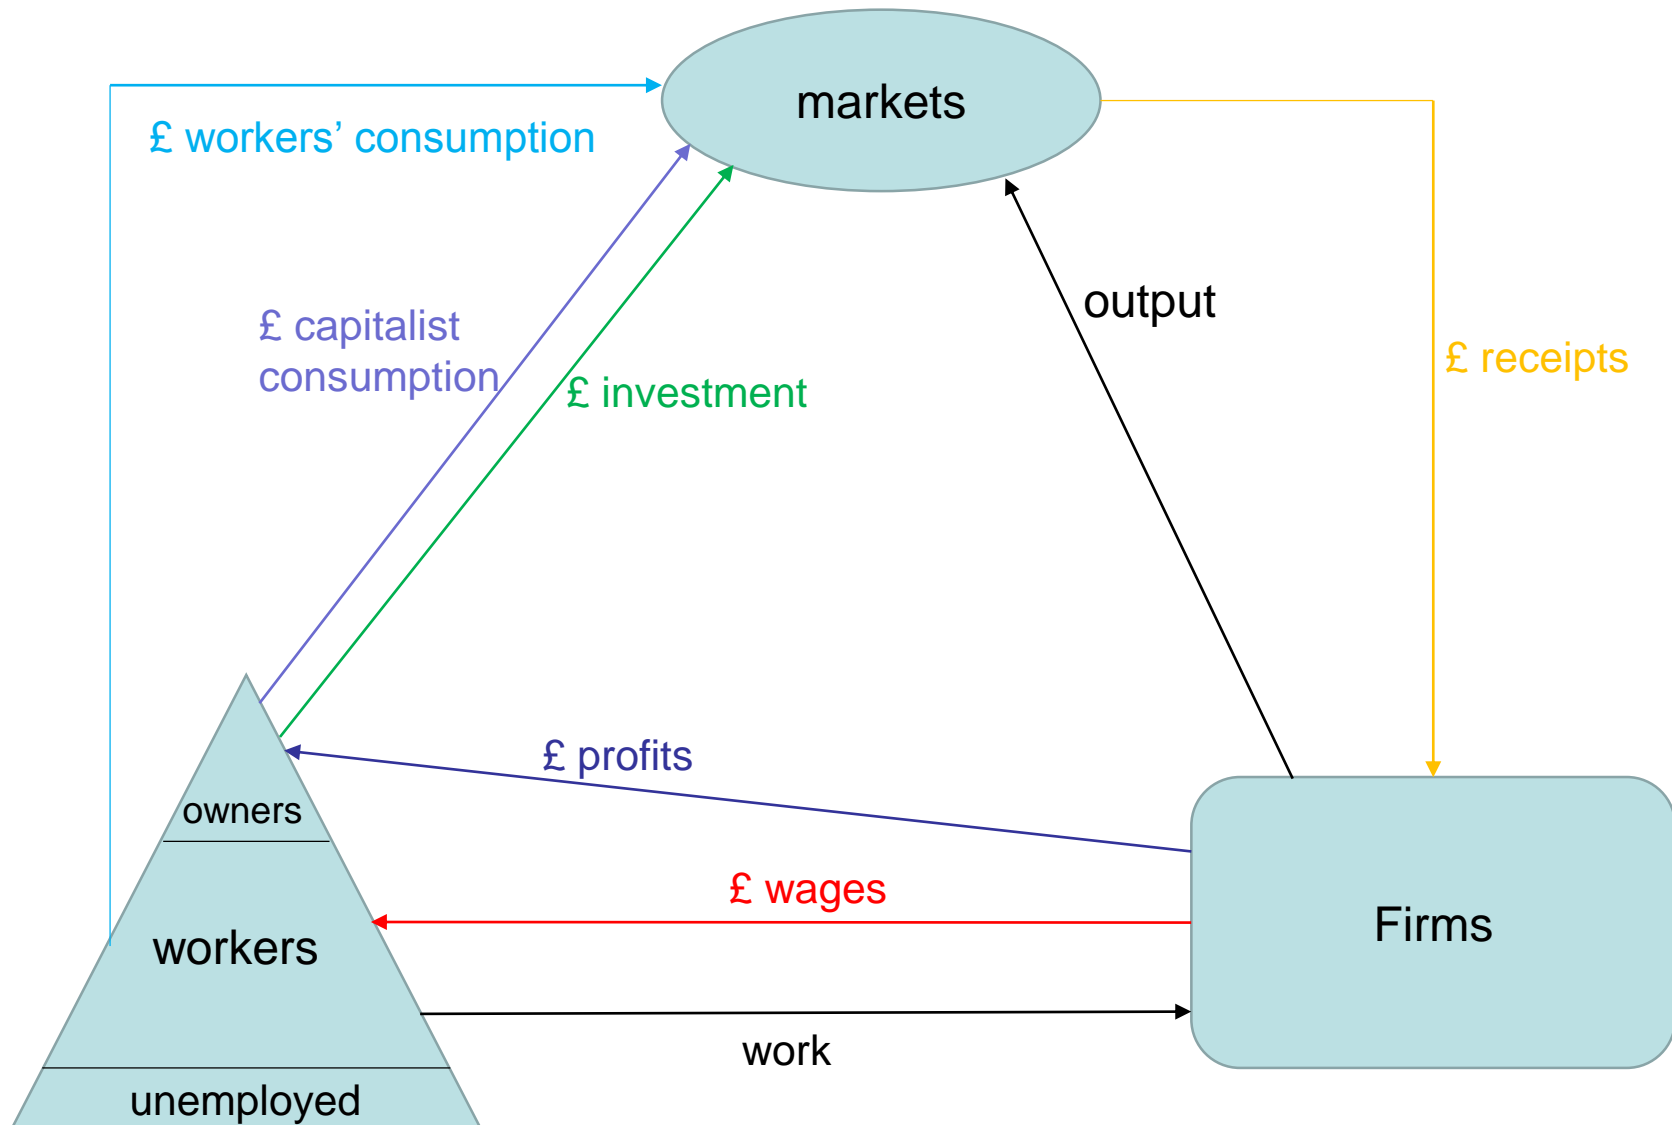 markets
£ workers’ consumption
£ capitalist
consumption
£ investment
output
£ receipts
£ profits
owners
£ wages
workers
Firms
work
unemployed